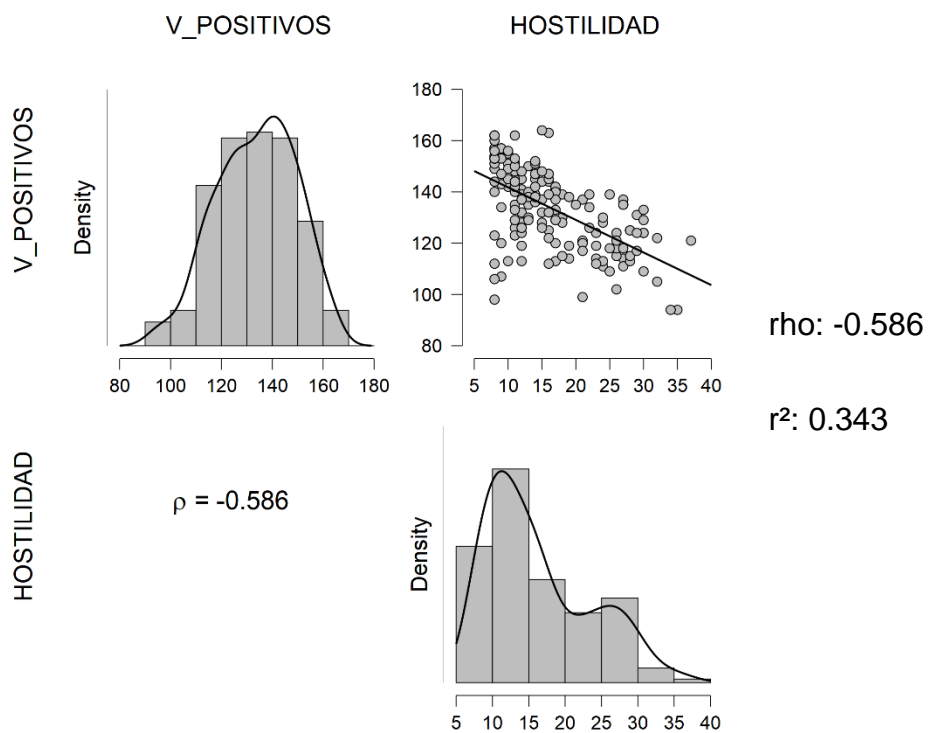 V_POSITIVOS HOSTILIDAD
V_POSITIVOS
Density
180
160
140
120
100
80
80 100 120 140 160 180
5 10 15 20 25 30 35 40
rho: -0.586
r²: 0.343
HOSTILIDAD
ρ = -0.586
Density
5 10 15 20 25 30 35 40